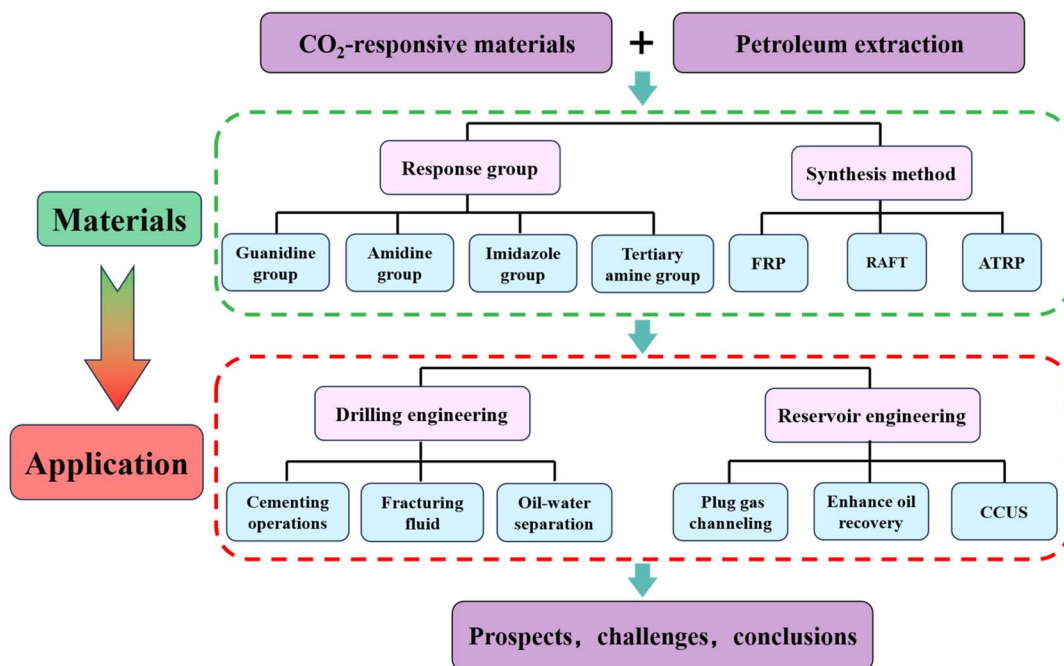 CO₂-responsive materials + Petroleum extraction
Response group
Synthesis method
Materials
Guanidine
group
Amidine
group
Imidazole
group
Tertiary
amine group
FRP
RAFT
ATRP
Drilling engineering
Reservoir engineering
Application
Cementing
operations
Fracturing
fluid
Oil-water
separation
Plug gas
channeling
Enhance oil
recovery
CCUS
Prospects, challenges, conclusions